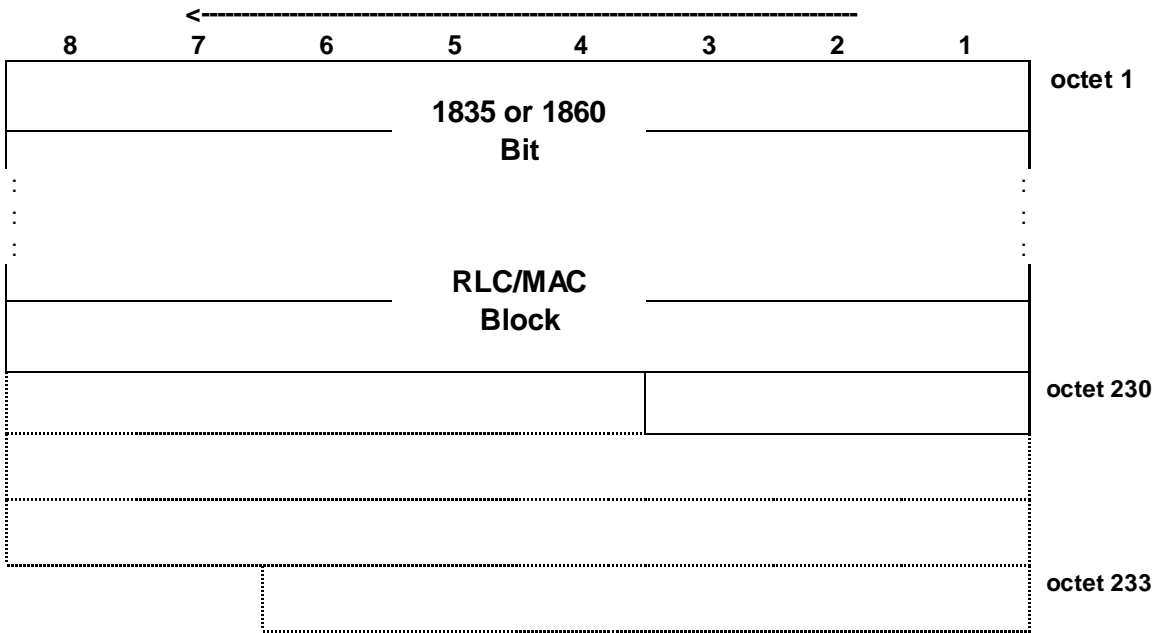 8 7 6 5 4 3 2 1
octet 1
1835 or 1860
Bit
:
:
:
:
:
:
RLC/MAC
Block
octet 230
octet 233